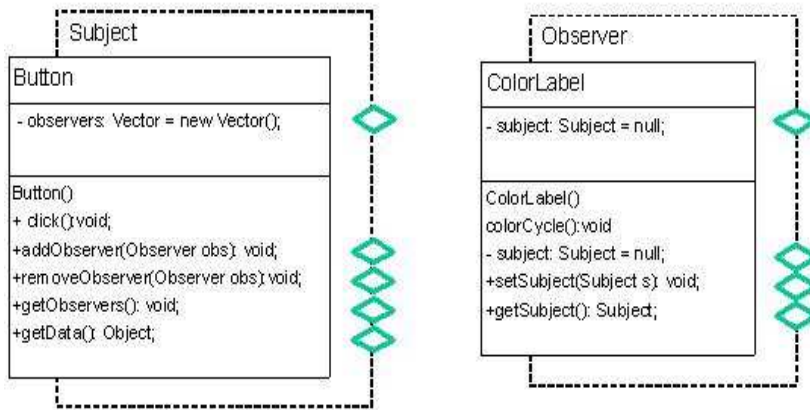 Subject
Button
- observers: Vector = new Vector();
Button()
+ click():void;
+addObserver(Observer obs): void;
+removeObserver(Observer obs):void;
+getObservers(): void;
+getData(): Object;
Observer
ColorLabel
- subject: Subject = null;
ColorLabel()
colorCycle():void
- subject: Subject = null;
+setSubject(Subject s): void;
+getSubject(): Subject;